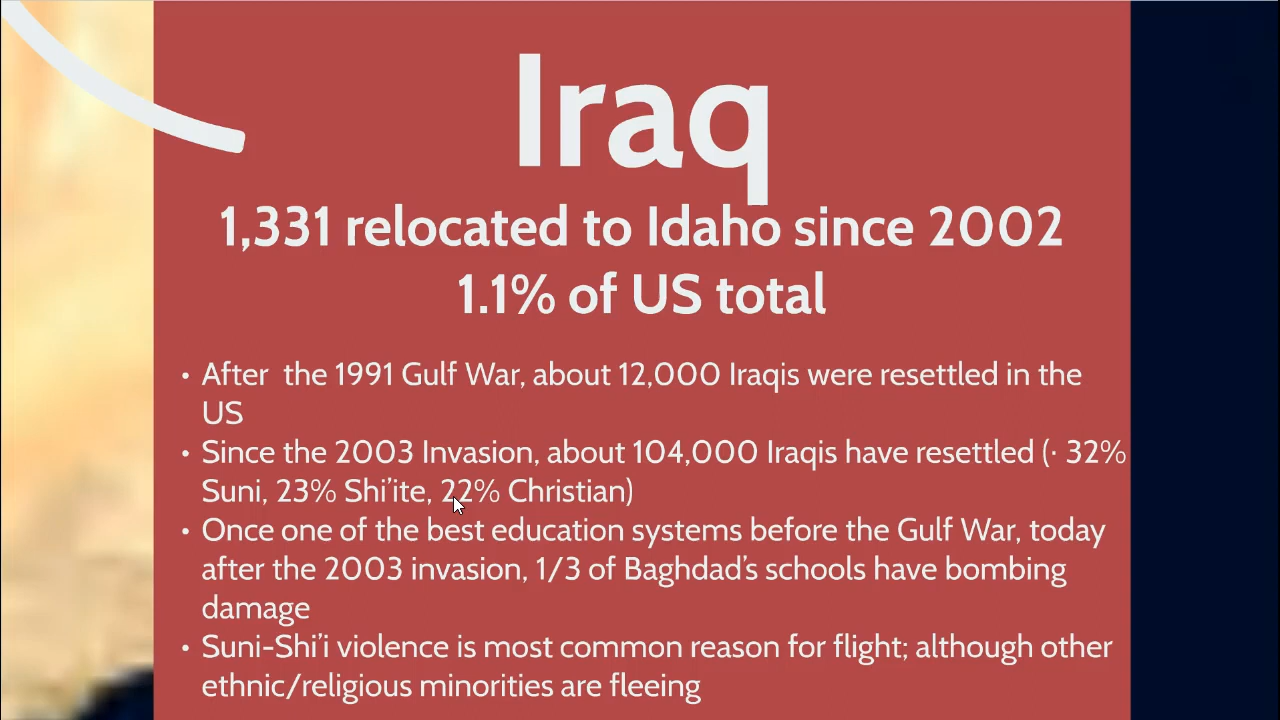 Iraq
1,331 relocated to Idaho since 2002
1.1% of US total
• After  the 1991 Gulf War, about 12,000 Iraqis were resettled in the
US
• Since the 2003 Invasion, about 104,000 Iraqis have resettled (· 32%
Suni, 23% Shi’ite, 22% Christian)
• Once one of the best education systems before the Gulf War, today
after the 2003 invasion, 1/3 of Baghdad’s schools have bombing
damage
• Suni-Shi’i violence is most common reason for flight; although other
ethnic/religious minorities are fleeing